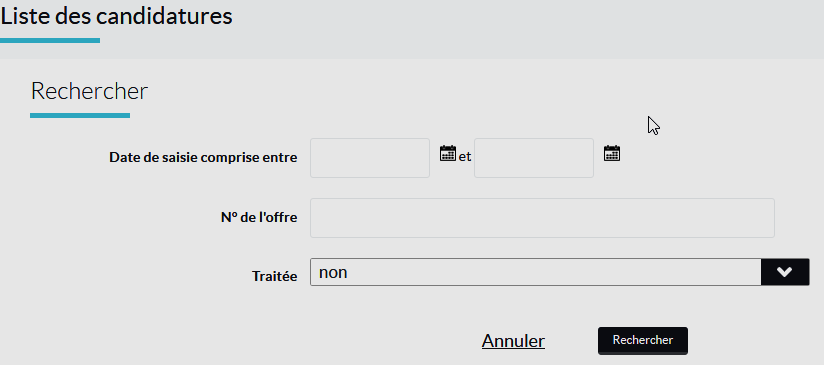 Liste des candidatures
Rechercher
Date de saisie comprise entre et
N° de l'offre
Traitée non
Annuler Rechercher